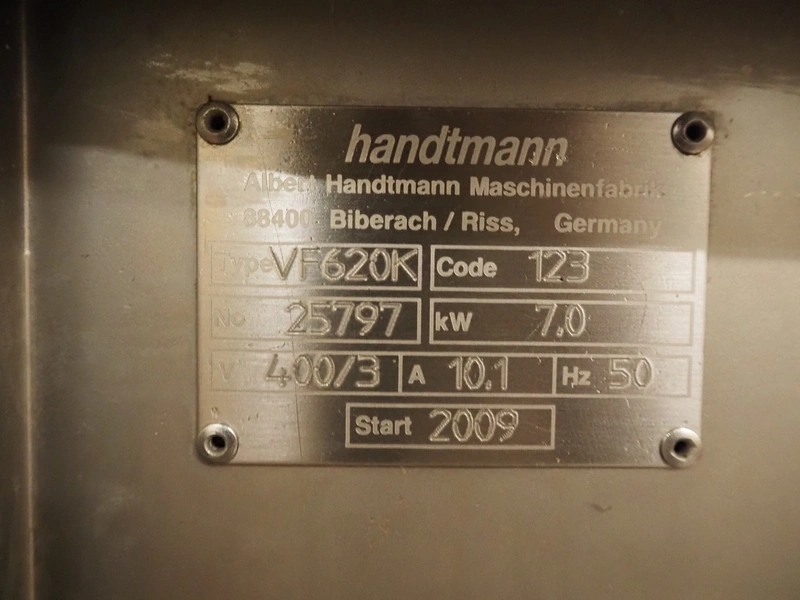 handtmann
Albert Handtmann Maschinenfabrik
88400 Biberach / Riss, Germany
Type VF620K Code 123
No 25797 kW 7.0
V 400/3 A 10.1 Hz 50
Start 2009